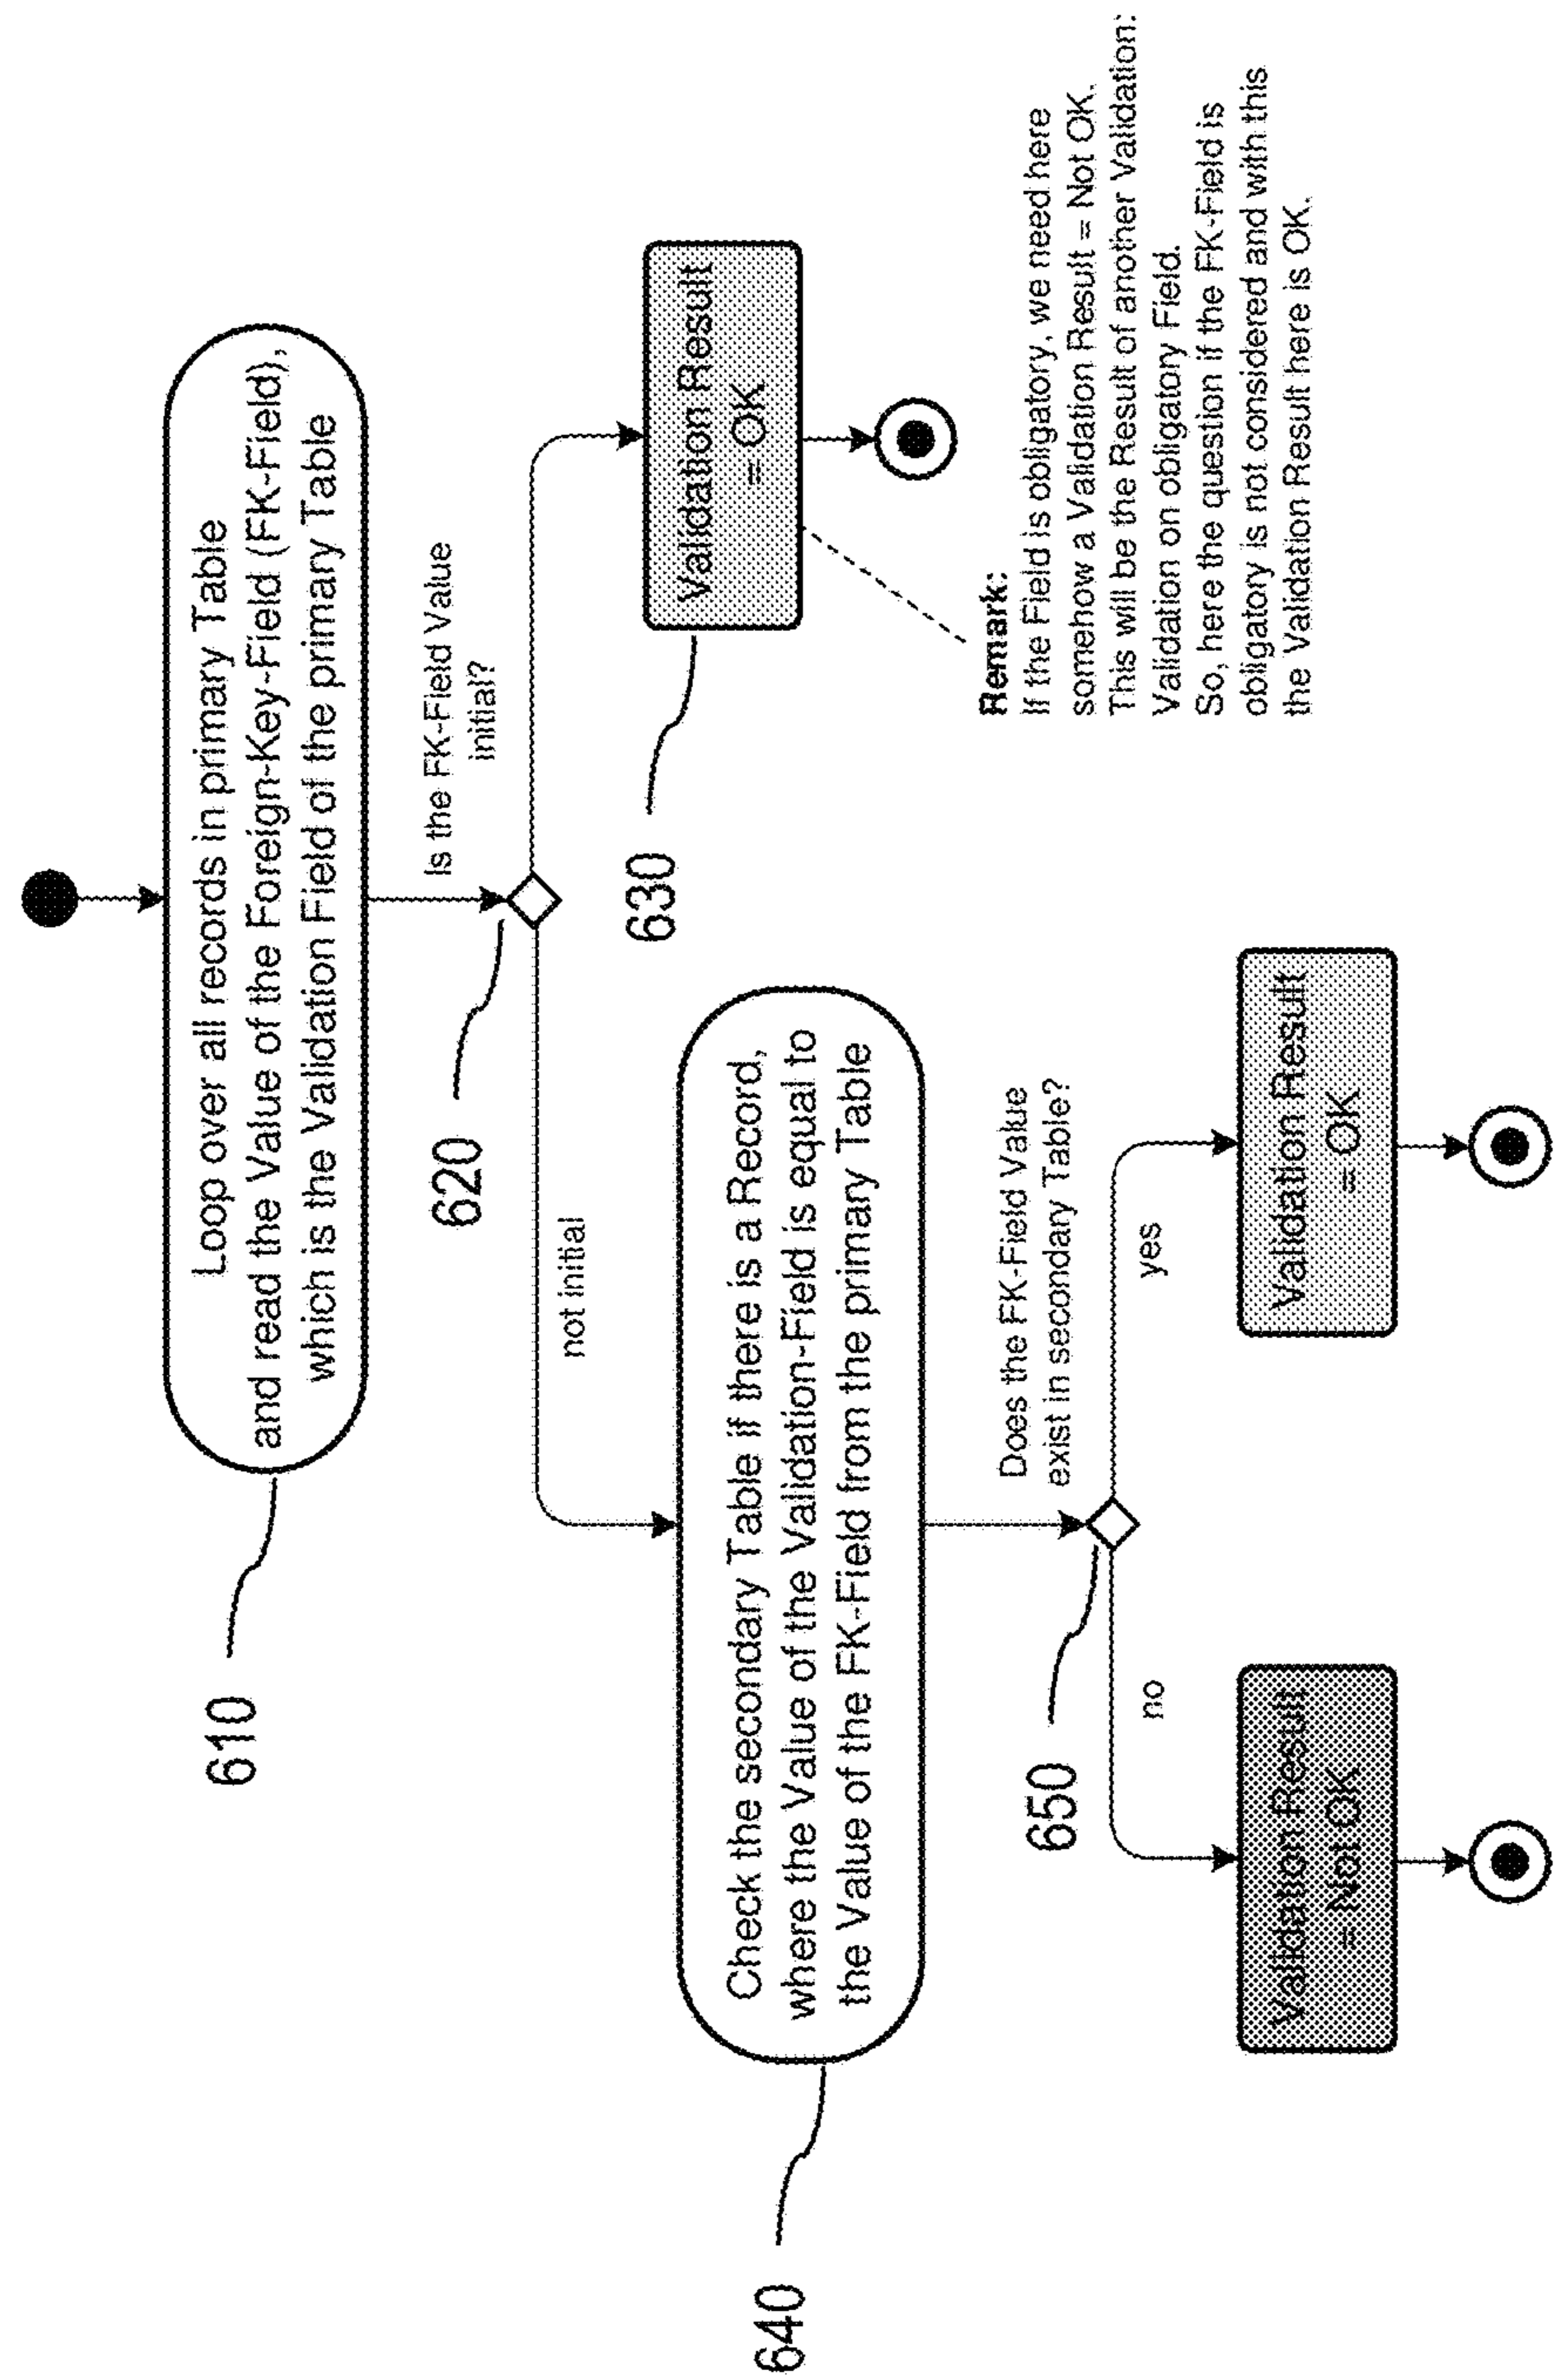 610
Loop over all records in primary Table
and read the Value of the Foreign-Key-Field (FK-Field),
which is the Validation Field of the primary Table
620
Is the FK-Field Value
initial?
not initial
630
Validation Result
= OK
Remark:
If the Field is obligatory, we need here
somehow a Validation Result = Not OK.
This will be the Result of another Validation:
Validation on obligatory Field.
So, here the question if the FK-Field is
obligatory is not considered and with this
the Validation Result here is OK.
640
Check the secondary Table if there is a Record,
where the Value of the Validation-Field is equal to
the Value of the FK-Field from the primary Table
650
Does the FK-Field Value
exist in secondary Table?
no
yes
Validation Result
= Not OK
Validation Result
= OK